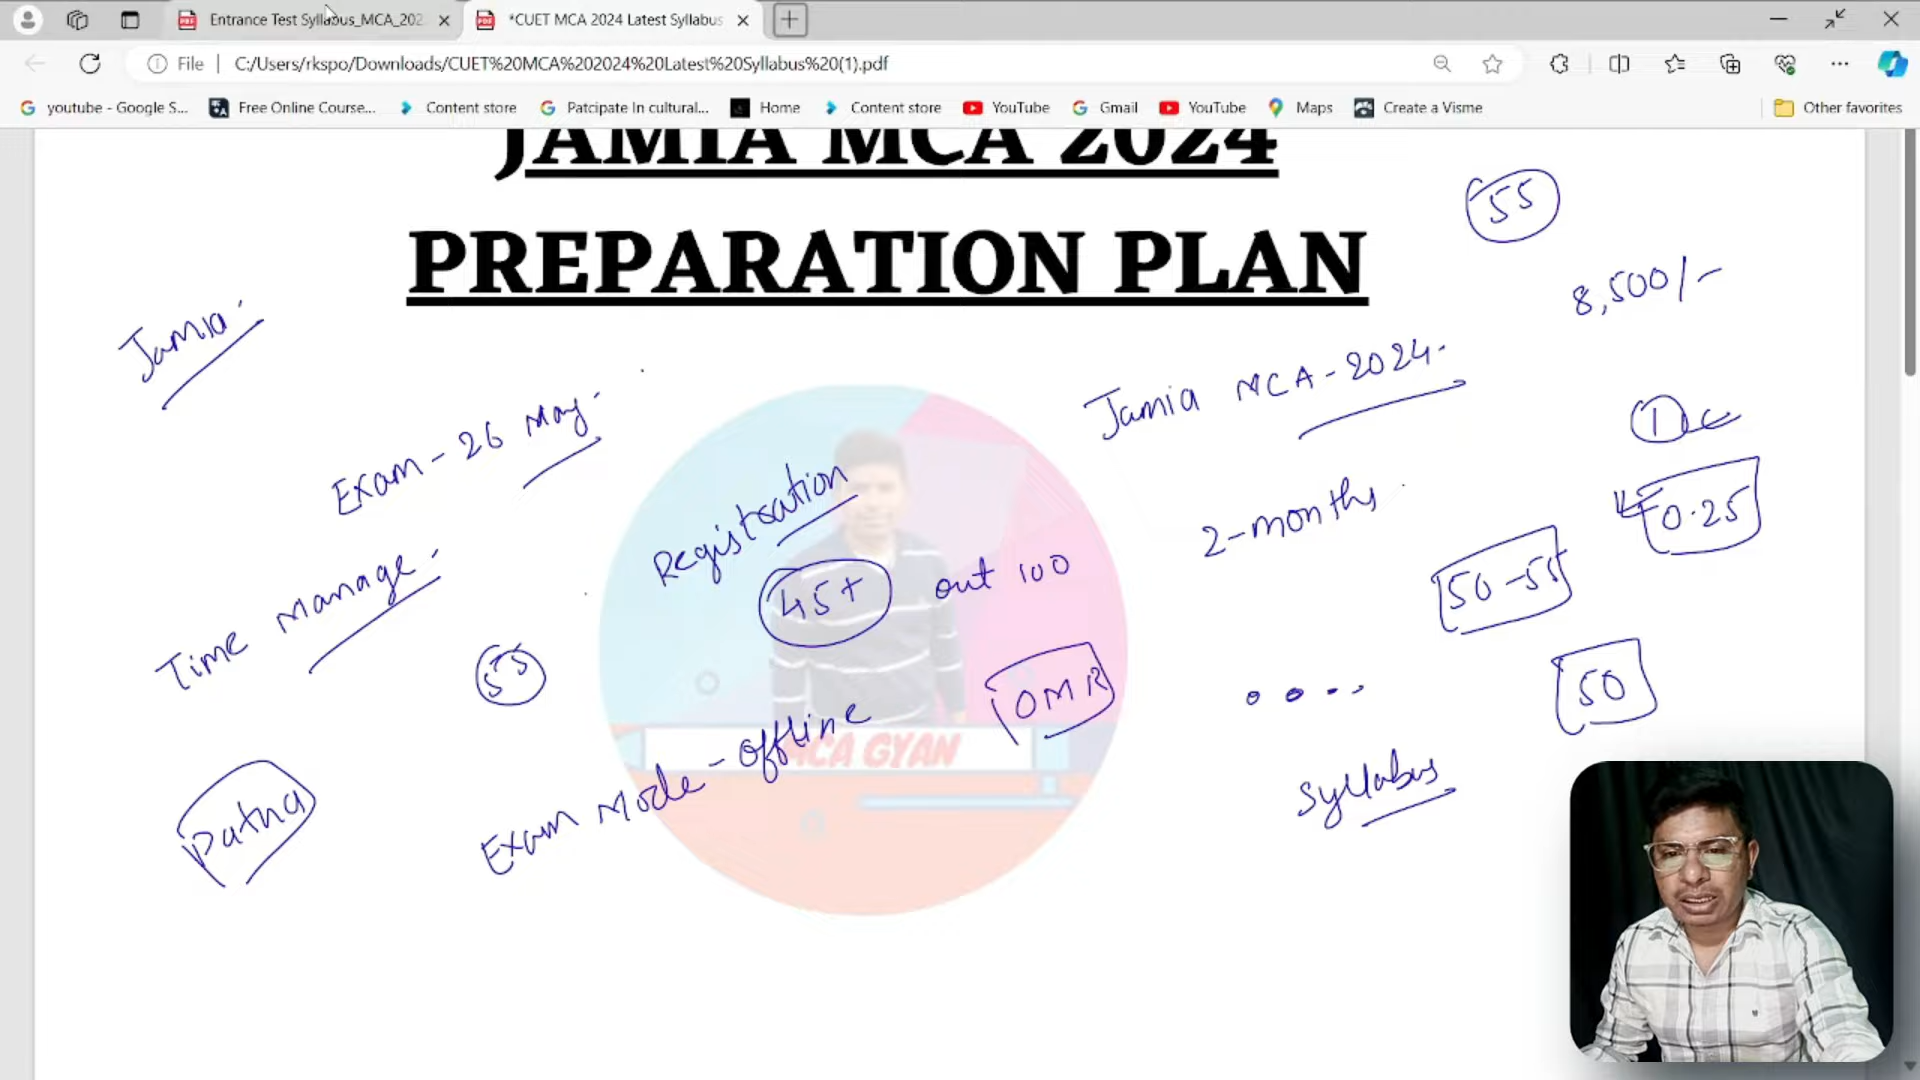 Entrance Test Syllabus_MCA_202
*CUET MCA 2024 Latest Syllabus
File
C:/Users/rkspo/Downloads/CUET%20MCA%202024%20Latest%20Syllabus%20(1).pdf
youtube - Google S...
Free Online Course...
Content store
Patcipate In cultural...
Home
Content store
YouTube
Gmail
YouTube
Maps
Create a Visme
Other favorites
JAMIA MCA 2024
PREPARATION PLAN
55
8,500/-
Jamia
Jamia MCA-2024
Exam - 26 May
Registration
2-months
0.25
Time Manage
45+ out 100
50-55
55
OMR
50
Exam Mode - offline
MCA GYAN
Syllabus
Patna